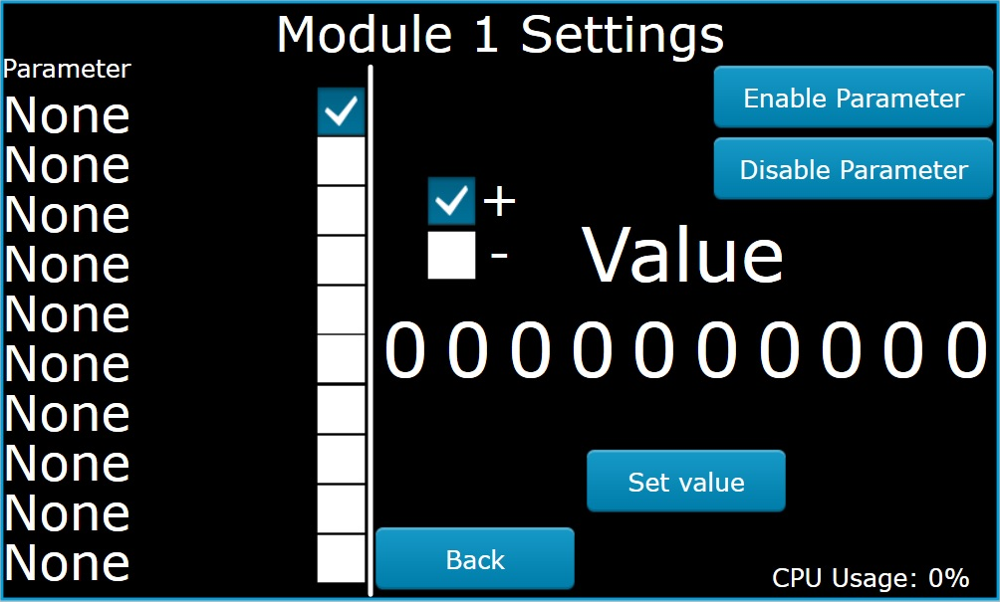 Module 1 Settings
Parameter
None
None
None
None
None
None
None
None
None
None
Enable Parameter
Disable Parameter
+
-
Value
0 0 0 0 0 0 0 0 0 0
Set value
Back
CPU Usage: 0%